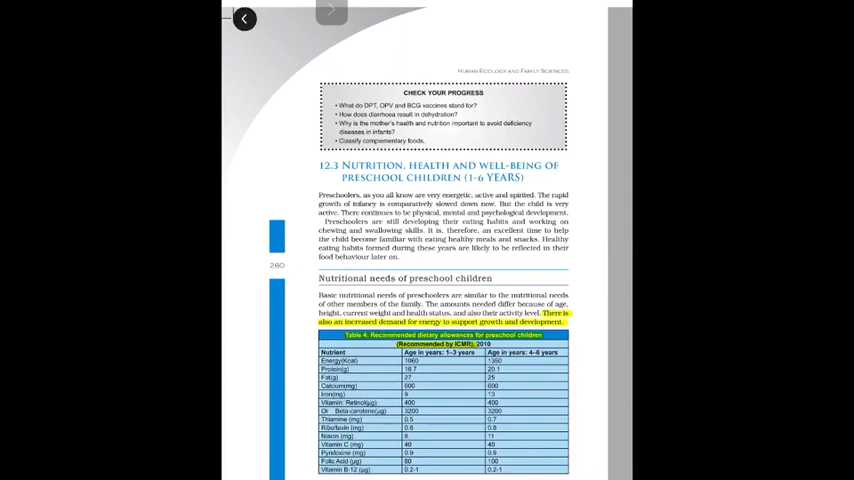 HUMAN ECOLOGY AND FAMILY SCIENCES
CHECK YOUR PROGRESS
• What do DPT, OPV and BCG vaccines stand for?
• How does diarrhoea result in dehydration?
• Why is the mother's health and nutrition important to avoid deficiency
diseases in infants?
• Classify complementary foods.
12.3 NUTRITION, HEALTH AND WELL-BEING OF
PRESCHOOL CHILDREN (1-6 YEARS)
Preschoolers, as you all know are very energetic, active and spirited. The rapid
growth of infancy is comparatively slowed down now. But the child is very
active. There continues to be physical, mental and psychological development.
Preschoolers are still developing their eating habits and working on
chewing and swallowing skills. It is, therefore, an excellent time to help
the child become familiar with eating healthy meals and snacks. Healthy
eating habits formed during these years are likely to be reflected in their
food behaviour later on.
260
Nutritional needs of preschool children
Basic nutritional needs of preschoolers are similar to the nutritional needs
of other members of the family. The amounts needed differ because of age,
height, current weight and health status, and also their activity level. There is
also an increased demand for energy to support growth and development.
Table 4: Recommended dietary allowances for preschool children
(Recommended by ICMR), 2010
Nutrient Age in years: 1–3 years Age in years: 4–6 years
Energy(Kcal) 1060 1350
Protein(g) 16.7 20.1
Fat(g) 27 25
Calcium(mg) 600 600
Iron(mg) 9 13
Vitamin: Retinol(µg) 400 400
Or Beta-carotene(µg) 3200 3200
Thiamine (mg) 0.5 0.7
Riboflavin (mg) 0.6 0.8
Niacin (mg) 8 11
Vitamin C (mg) 40 40
Pyridoxine (mg) 0.9 0.9
Folic Acid (µg) 80 100
Vitamin B-12 (µg) 0.2-1 0.2-1